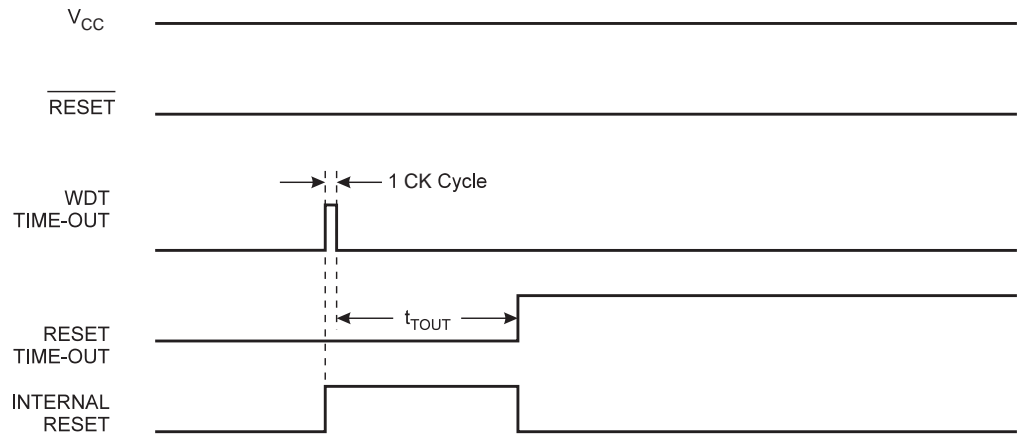 VCC
RESET
WDT
TIME-OUT
1 CK Cycle
RESET
TIME-OUT
tTOUT
INTERNAL
RESET